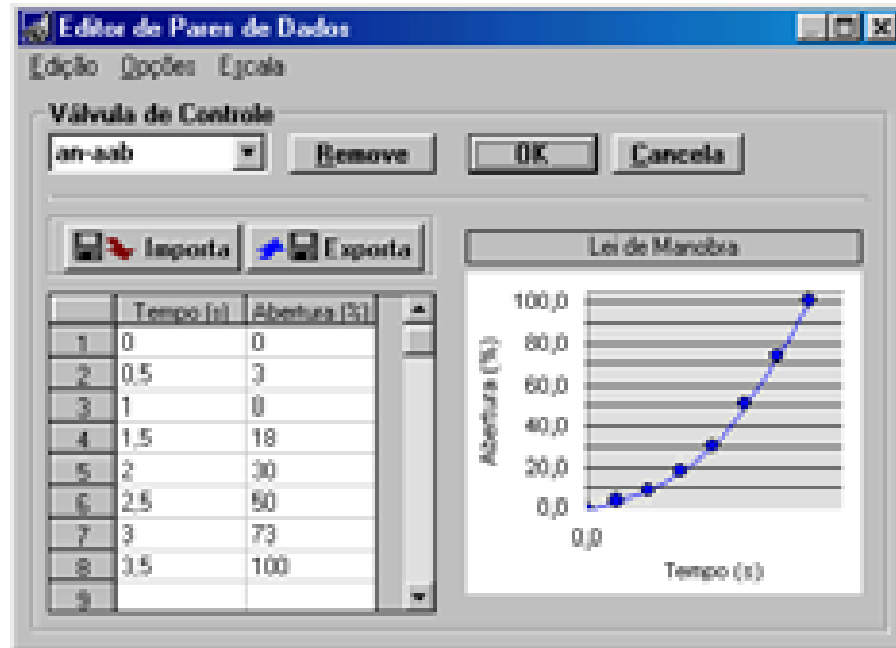 Editor de Pares de Dados
Edição Opções Escala
Válvula de Controle
an-aab Remove OK Cancela
Importa Exporta
Tempo (s) Abertura (%)
1 0 0
2 0,5 3
3 1 8
4 1,5 18
5 2 30
6 2,5 50
7 3 73
8 3,5 100
9
Lei de Manobra
Abertura (%)
100,0
80,0
60,0
40,0
20,0
0,0
0,0
Tempo (s)